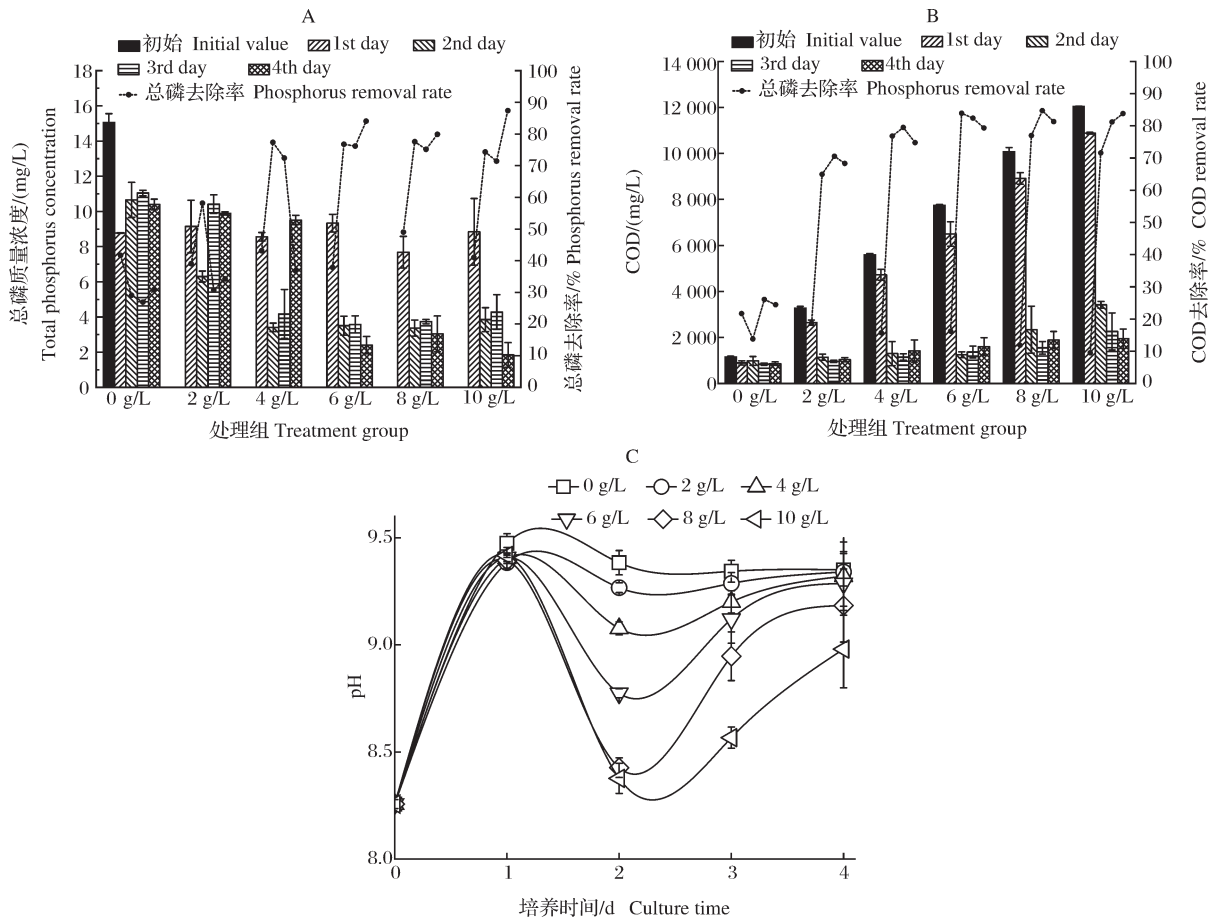 A
初始 Initial value 1st day 2nd day
3rd day 4th day
总磷去除率 Phosphorus removal rate
总磷质量浓度/(mg/L)
Total phosphorus concentration
18
16
14
12
10
8
6
4
2
0
100
90
80
70
60
50
40
30
20
10
0
总磷去除率/% Phosphorus removal rate
0 g/L 2 g/L 4 g/L 6 g/L 8 g/L 10 g/L
处理组 Treatment group
B
初始 Initial value 1st day 2nd day
3rd day 4th day
总磷去除率 Phosphorus removal rate
COD/(mg/L)
14 000
12 000
10 000
8 000
6 000
4 000
2 000
0
100
90
80
70
60
50
40
30
20
10
0
COD去除率/% COD removal rate
0 g/L 2 g/L 4 g/L 6 g/L 8 g/L 10 g/L
处理组 Treatment group
C
0 g/L 2 g/L 4 g/L
6 g/L 8 g/L 10 g/L
pH
9.5
9.0
8.5
8.0
0 1 2 3 4
培养时间/d Culture time